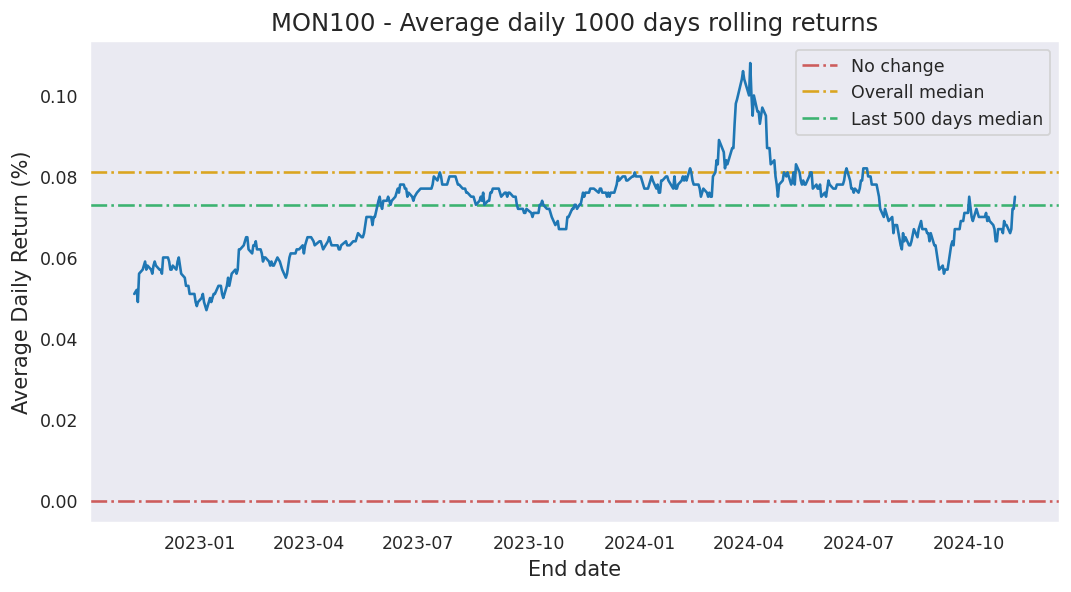 MON100 - Average daily 1000 days rolling returns
No change
Overall median
Last 500 days median
Average Daily Return (%)
0.10
0.08
0.06
0.04
0.02
0.00
2023-01 2023-04 2023-07 2023-10 2024-01 2024-04 2024-07 2024-10
End date